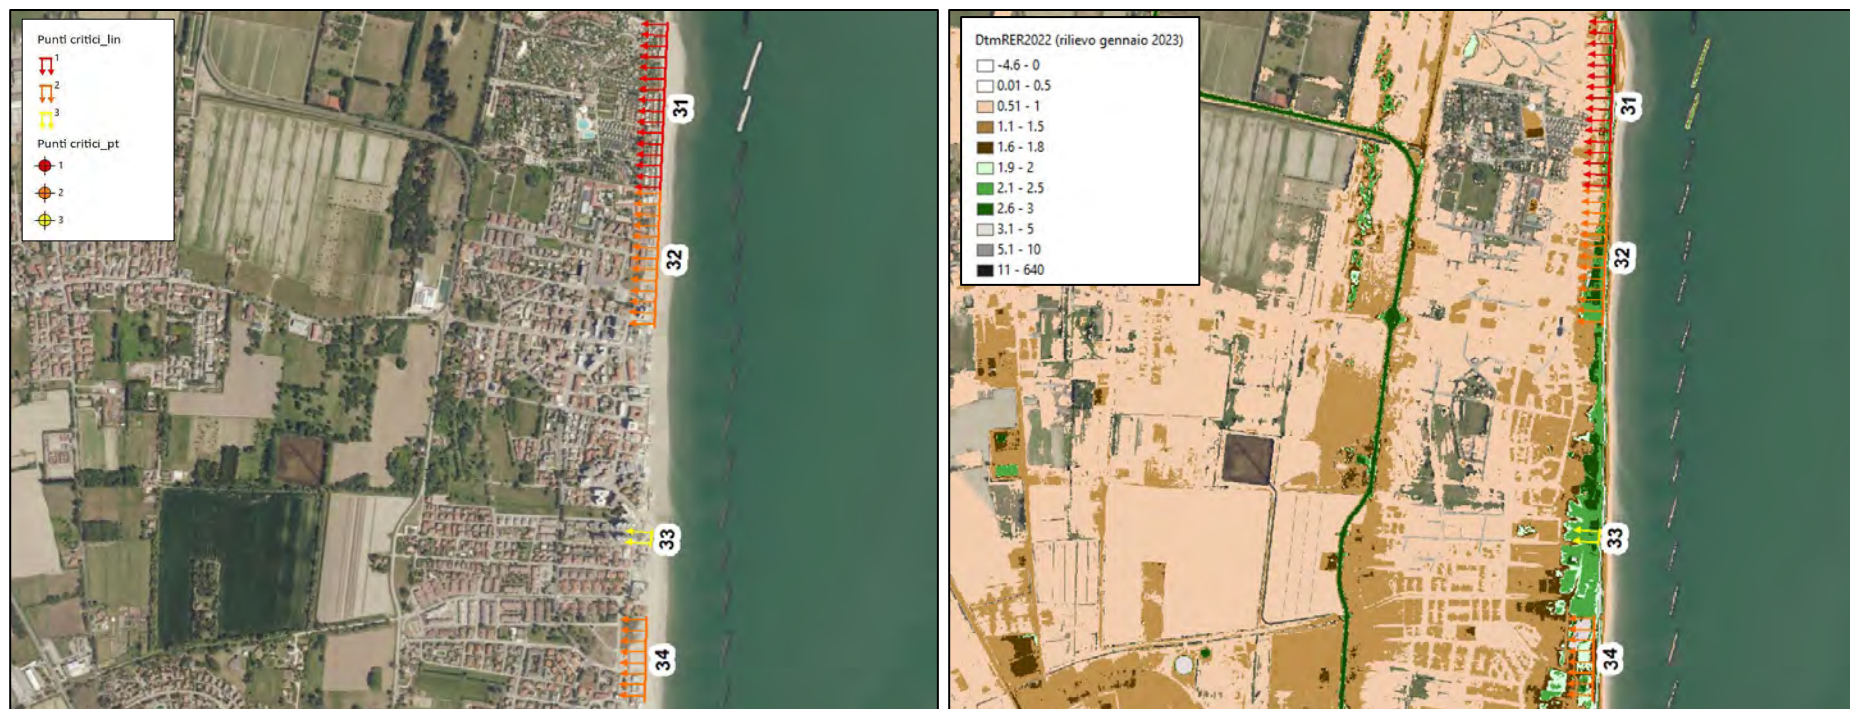 Punti critici_lin
1
2
3
Punti critici_pt
1
2
3
31
32
33
34
DtmRER2022 (rilievo gennaio 2023)
-4.6 - 0
0.01 - 0.5
0.51 - 1
1.1 - 1.5
1.6 - 1.8
1.9 - 2
2.1 - 2.5
2.6 - 3
3.1 - 5
5.1 - 10
11 - 640
31
32
33
34